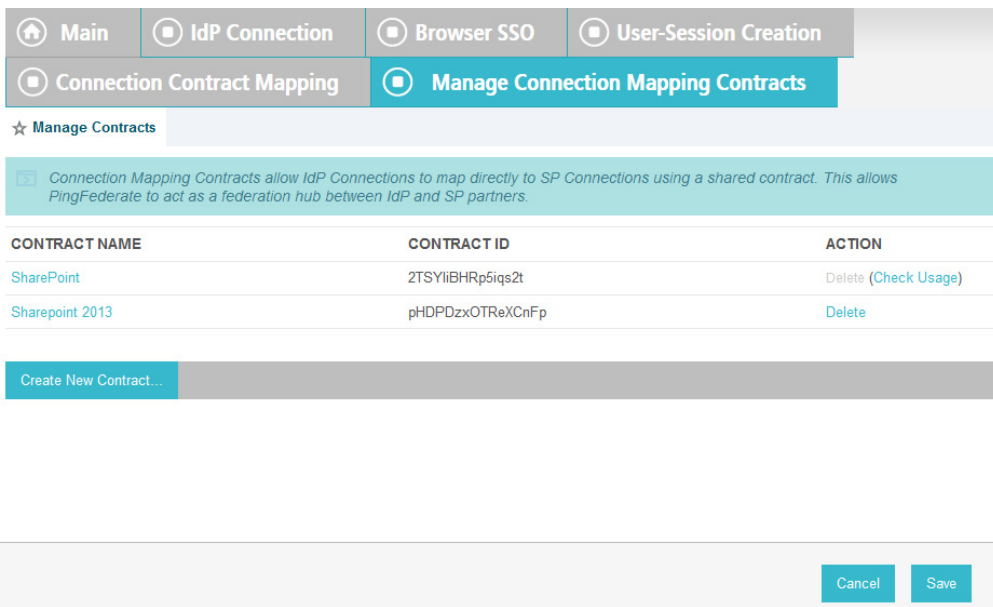 Main IdP Connection Browser SSO User-Session Creation
Connection Contract Mapping Manage Connection Mapping Contracts
Manage Contracts
Connection Mapping Contracts allow IdP Connections to map directly to SP Connections using a shared contract. This allows
PingFederate to act as a federation hub between IdP and SP partners.
CONTRACT NAME CONTRACT ID ACTION
SharePoint 2TSYliBHRp5iqs2t Delete (Check Usage)
Sharepoint 2013 pHDPDzxOTReXCnFp Delete
Create New Contract...
Cancel Save